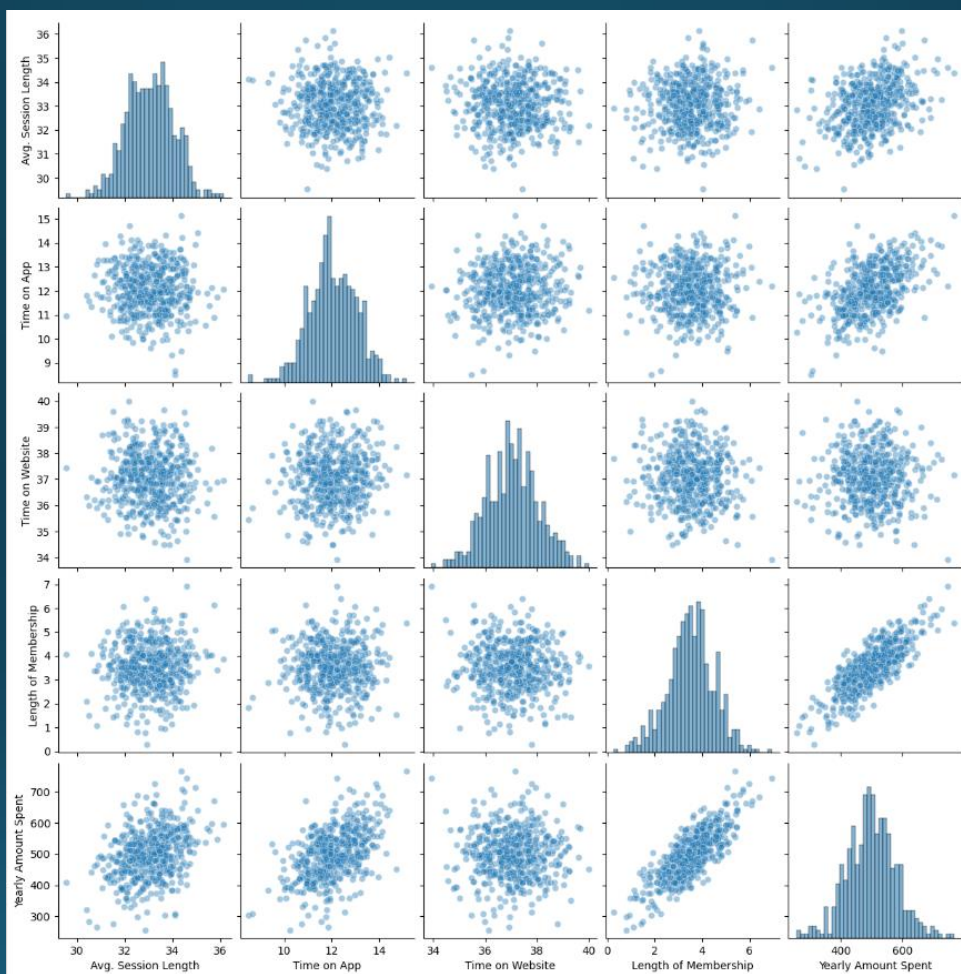 Avg. Session Length
36
35
34
33
32
31
30
Time on App
15
14
13
12
11
10
9
Time on Website
40
39
38
37
36
35
34
Length of Membership
7
6
5
4
3
2
1
0
Yearly Amount Spent
700
600
500
400
300
30 32 34 36
10 12 14
34 36 38 40
0 2 4 6
400 600
Avg. Session Length
Time on App
Time on Website
Length of Membership
Yearly Amount Spent